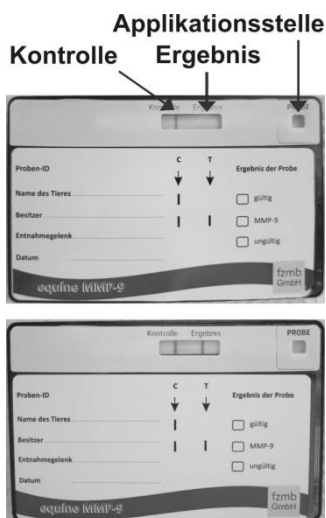 Applikationsstelle
Kontrolle Ergebnis
Kontrolle Ergebnis PROBE
Proben-ID C T Ergebnis der Probe
Name des Tieres gültig
Besitzer MMP-9
Entnahmegelenk ungültig
Datum
equine MMP-9 fzmb
GmbH
Kontrolle Ergebnis PROBE
Proben-ID C T Ergebnis der Probe
Name des Tieres gültig
Besitzer MMP-9
Entnahmegelenk ungültig
Datum
equine MMP-9 fzmb
GmbH